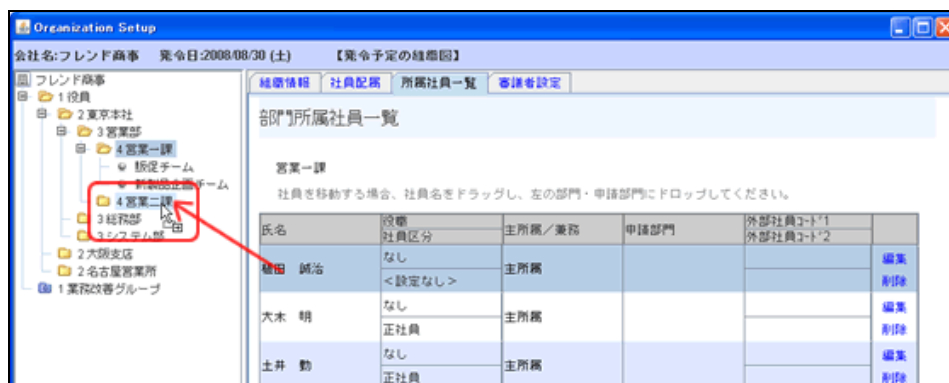 Organization Setup
会社名:フレンド商事 発令日:2008/08/30 (土) 【発令予定の組織図】
フレンド商事
1 役員
2 東京本社
3 営業部
4 営業一課
販促チーム
新製品企画チーム
4 営業二課
3 総務部
3 システム部
2 大阪支店
2 名古屋営業所
1 業務改善グループ
組織情報 社員配属 所属社員一覧 審議者設定
部門所属社員一覧
営業一課
社員を移動する場合、社員名をドラッグし、左の部門・申請部門にドロップしてください。
氏名 役職 社員区分 主所属/兼務 申請部門 外部社員コード1 外部社員コード2
植田 誠治 なし <設定なし> 主所属 編集 削除
大木 明 なし 正社員 主所属 編集 削除
土井 勤 なし 正社員 主所属 編集 削除